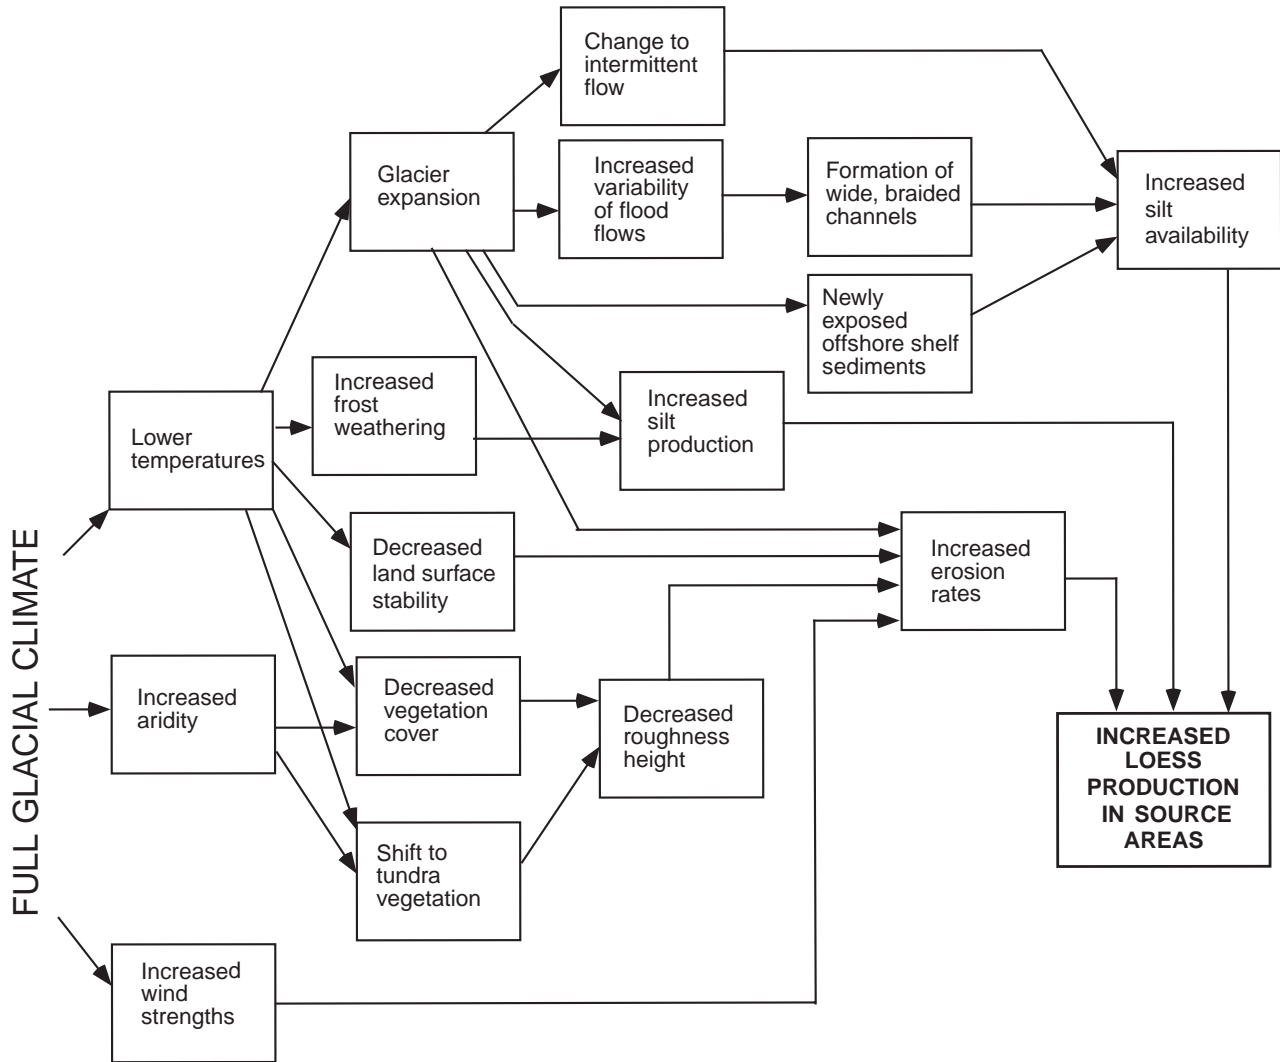 Change to
intermittent
flow
Glacier
expansion
Increased
variability
of flood
flows
Formation of
wide, braided
channels
Increased
silt
availability
Newly
exposed
offshore shelf
sediments
Increased
frost
weathering
Increased
silt
production
Lower
temperatures
Decreased
land surface
stability
Increased
erosion
rates
FULL GLACIAL CLIMATE
Increased
aridity
Decreased
vegetation
cover
Decreased
roughness
height
INCREASED
LOESS
PRODUCTION
IN SOURCE
AREAS
Shift to
tundra
vegetation
Increased
wind
strengths